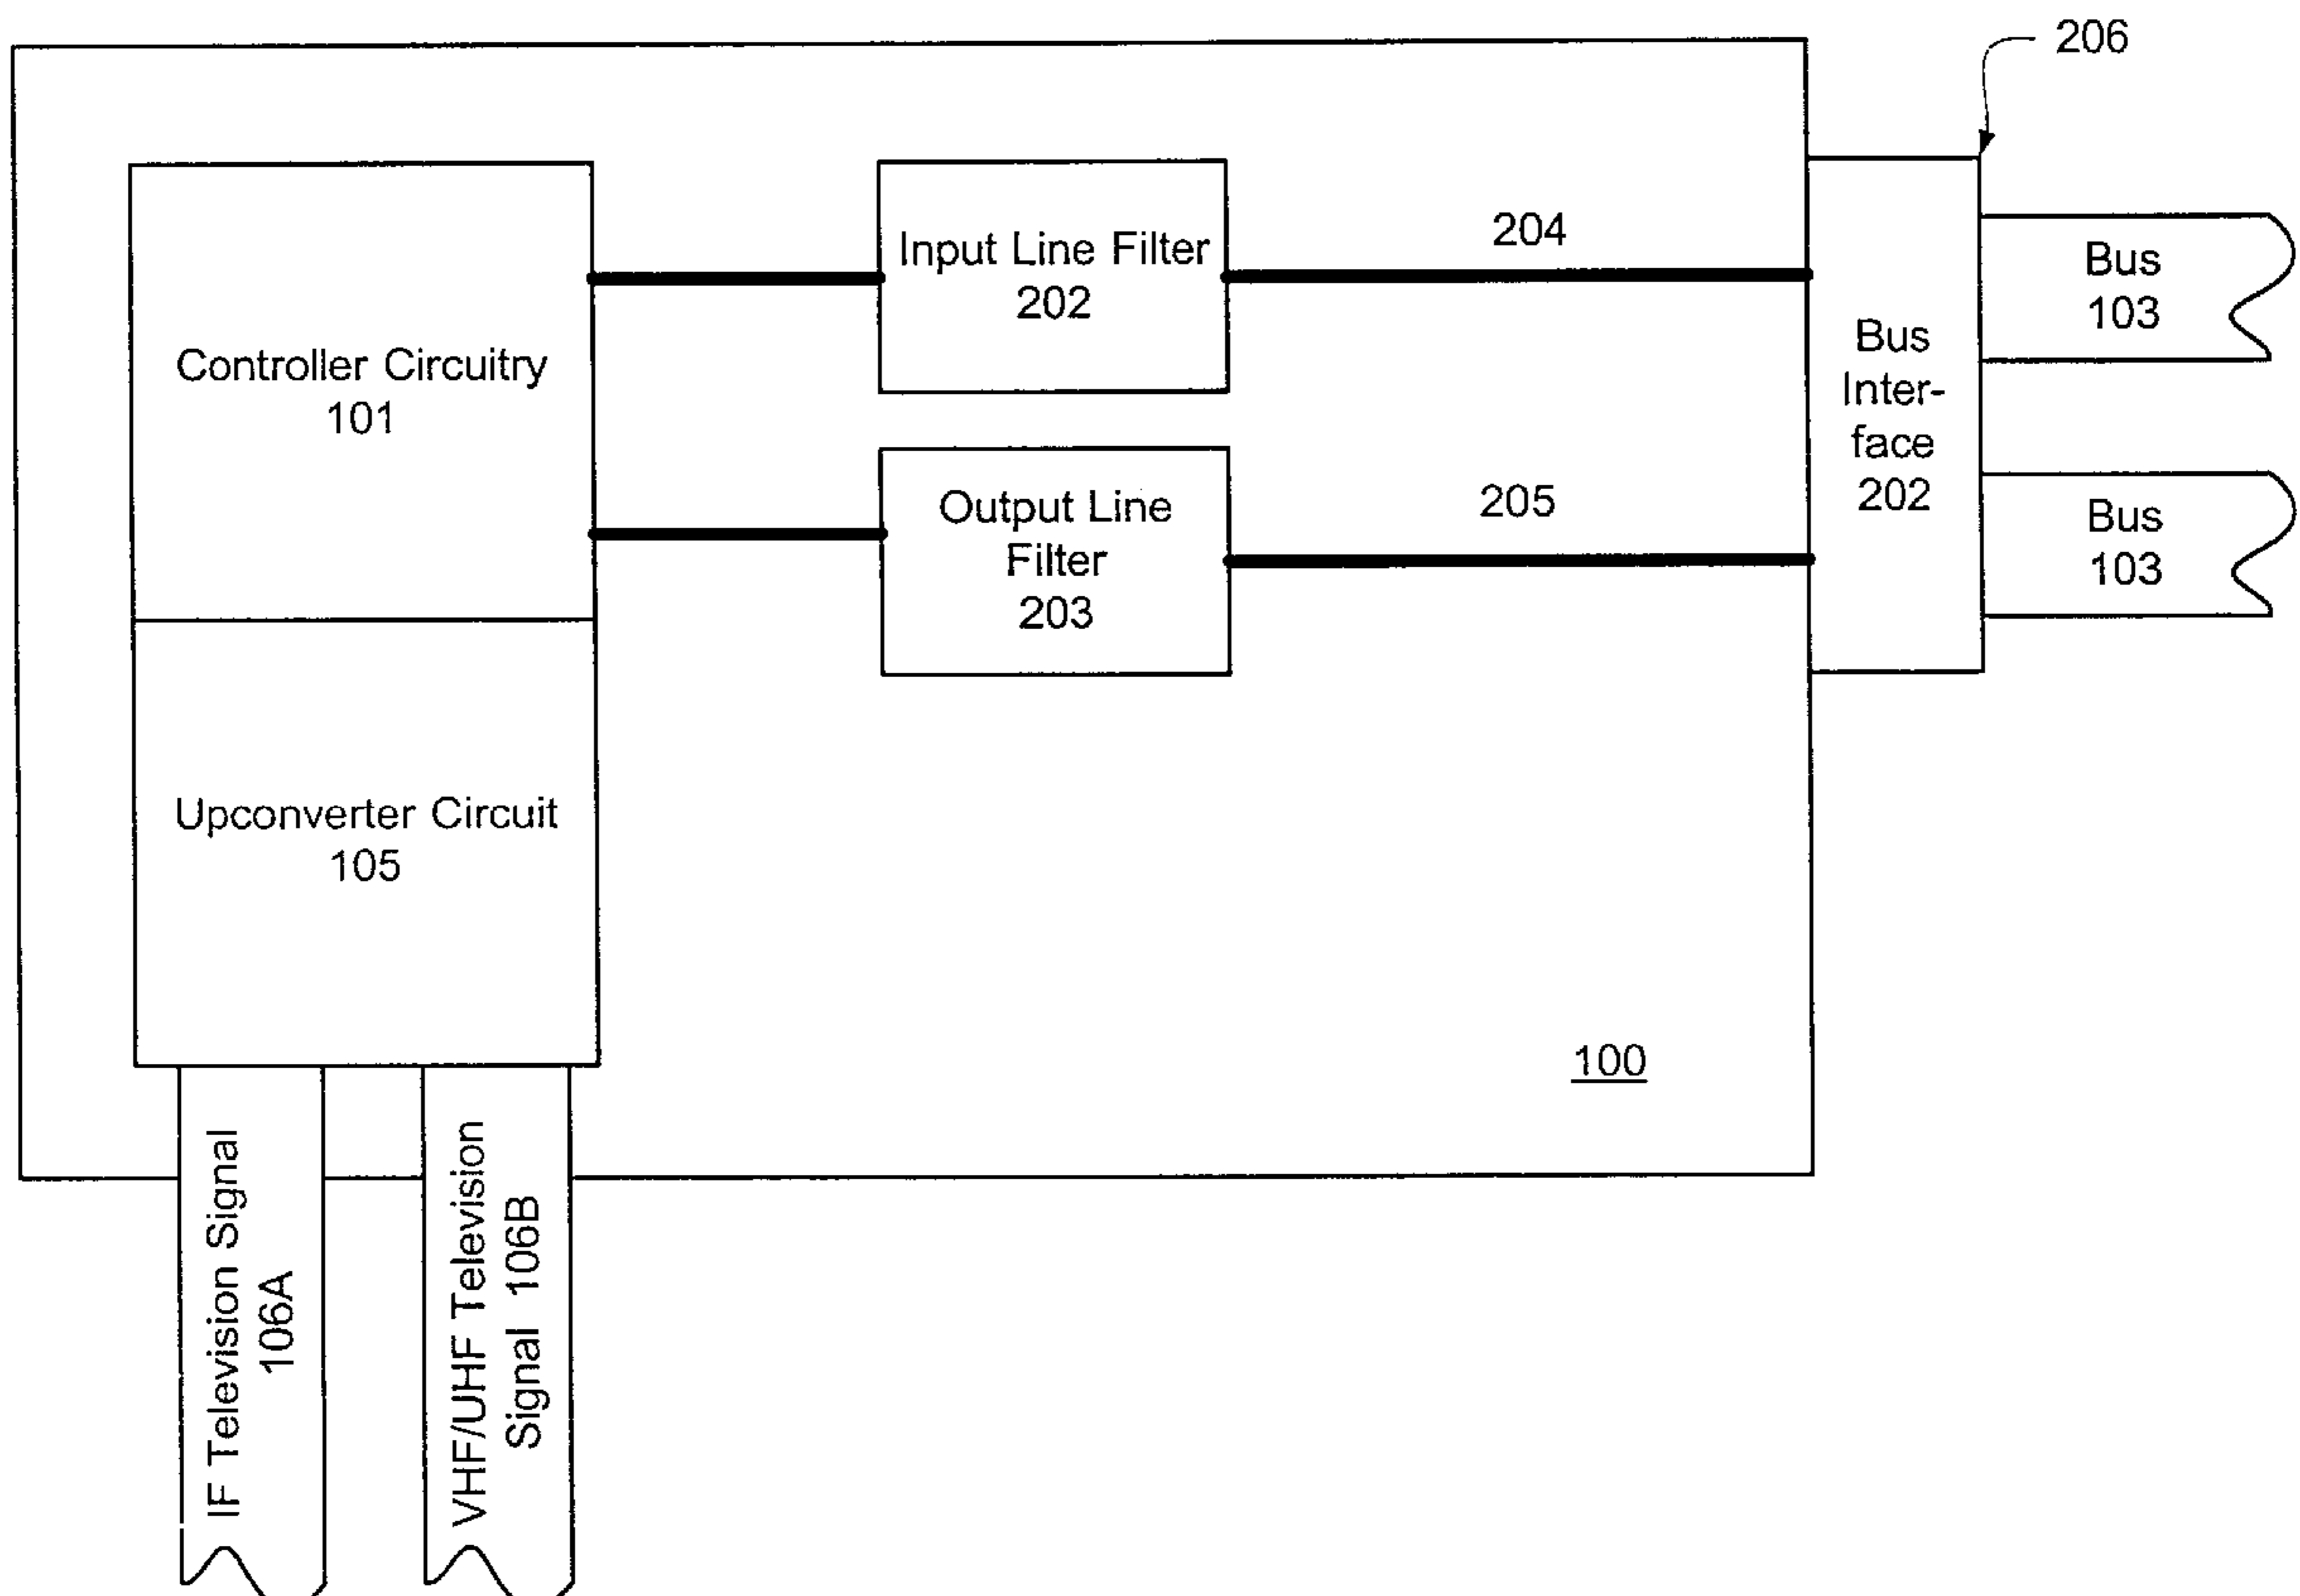 206
Input Line Filter
202
204
Bus
103
Controller Circuitry
101
Bus
Inter-
face
202
Output Line
Filter
203
205
Bus
103
Upconverter Circuit
105
100
IF Television Signal
106A
VHF/UHF Television
Signal 106B